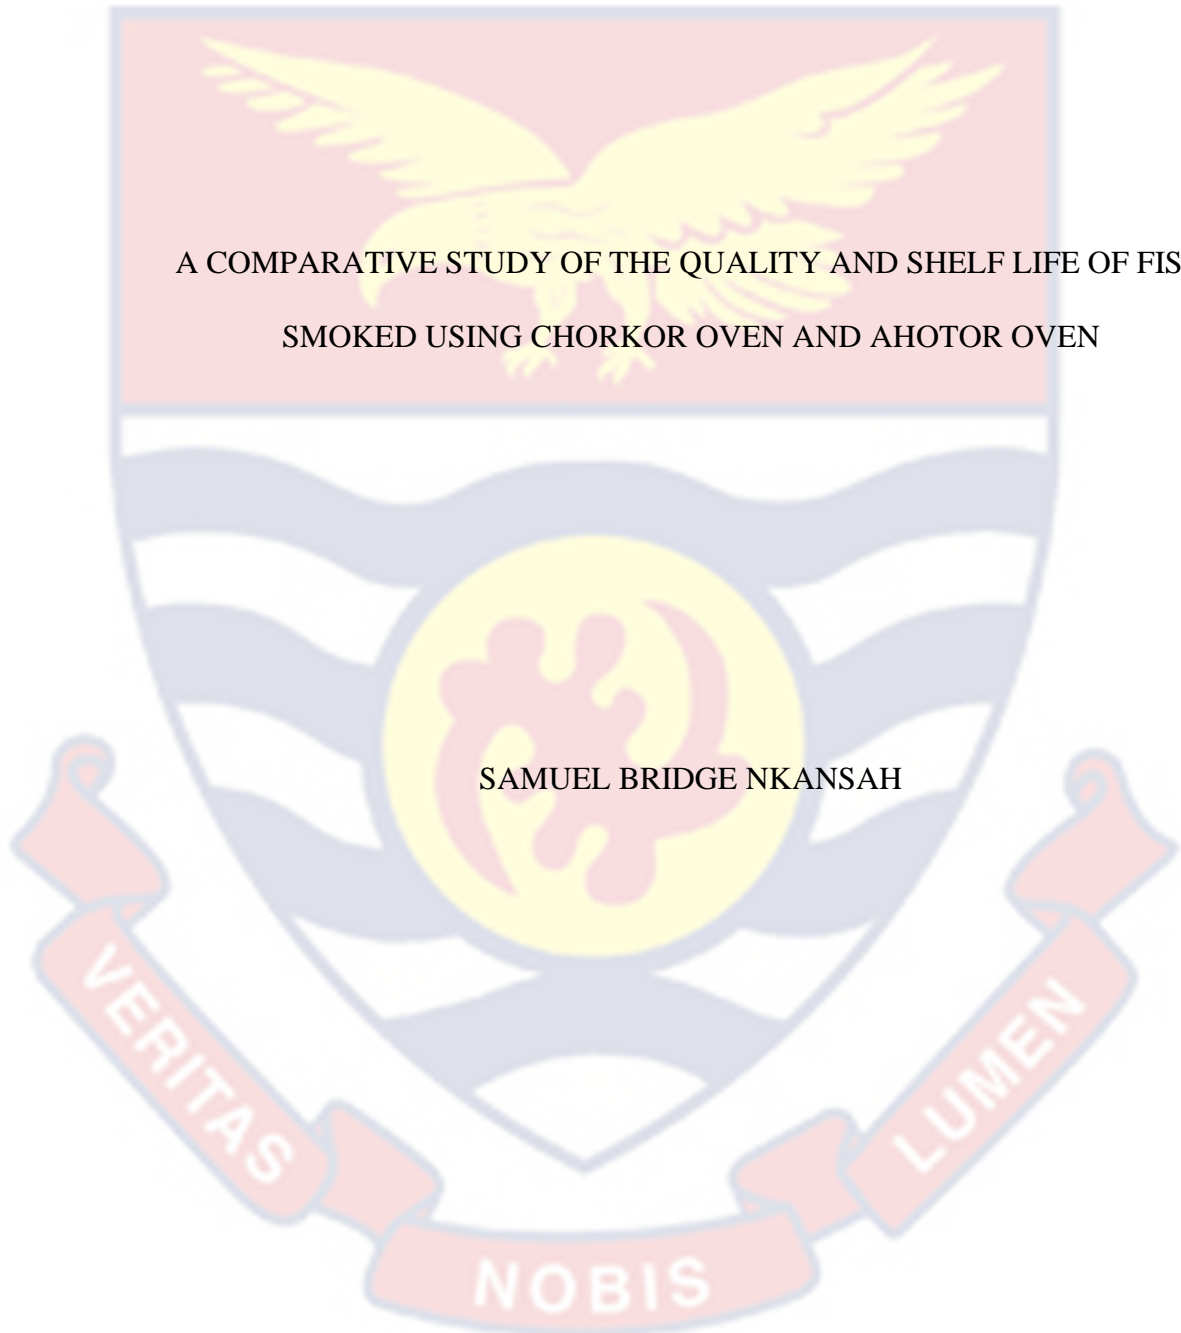 A COMPARATIVE STUDY OF THE QUALITY AND SHELF LIFE OF FIS
SMOKED USING CHORKOR OVEN AND AHOTOR OVEN
SAMUEL BRIDGE NKANSAH
VERITAS
NOBIS
LUMEN